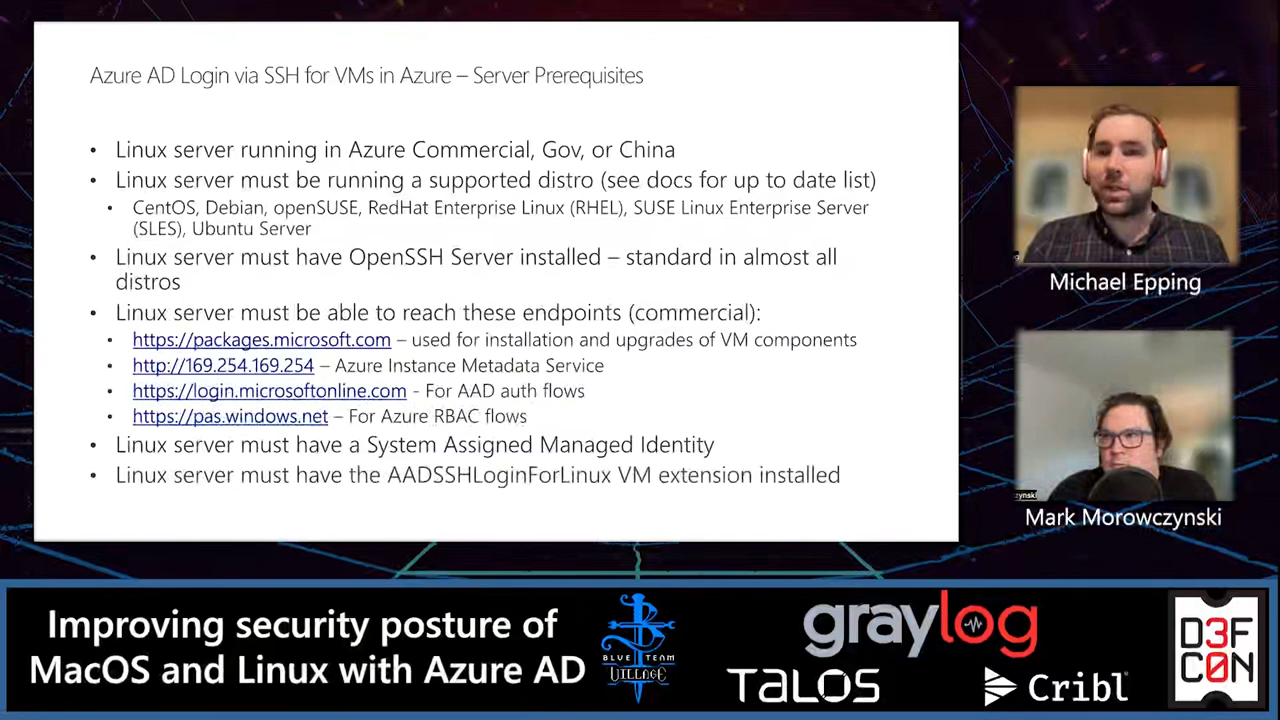 Azure AD Login via SSH for VMs in Azure – Server Prerequisites
• Linux server running in Azure Commercial, Gov, or China
• Linux server must be running a supported distro (see docs for up to date list)
• CentOS, Debian, openSUSE, RedHat Enterprise Linux (RHEL), SUSE Linux Enterprise Server
(SLES), Ubuntu Server
• Linux server must have OpenSSH Server installed – standard in almost all
distros
• Linux server must be able to reach these endpoints (commercial):
• https://packages.microsoft.com – used for installation and upgrades of VM components
• http://169.254.169.254 – Azure Instance Metadata Service
• https://login.microsoftonline.com - For AAD auth flows
• https://pas.windows.net – For Azure RBAC flows
• Linux server must have a System Assigned Managed Identity
• Linux server must have the AADSSHLoginForLinux VM extension installed
Michael Epping
zynski
Mark Morowczynski
Improving security posture of
MacOS and Linux with Azure AD
BLUE TEAM
VILLAGE
graylog
TALOS
Cribl
D3F
C0N